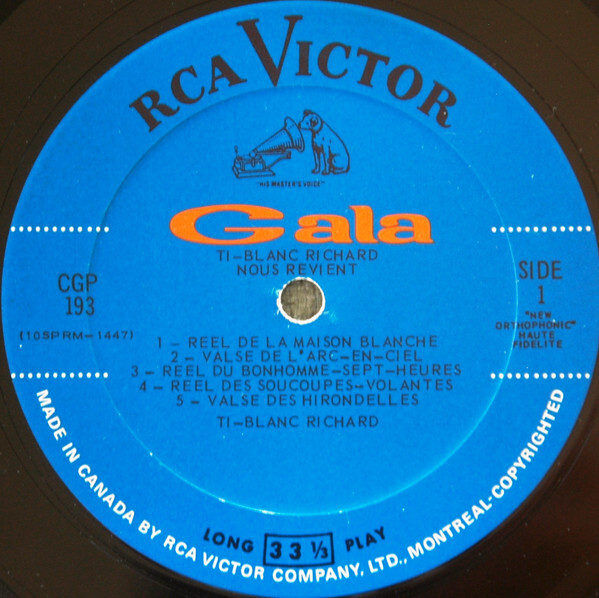 RCA VICTOR
"HIS MASTER'S VOICE"
Gala
TI-BLANC RICHARD
NOUS REVIENT
CGP
193
(105PRM-1447)
SIDE
1
"NEW
ORTHOPHONIC"
HAUTE
FIDELITE
1 - REEL DE LA MAISON BLANCHE
2 - VALSE DE L'ARC-EN-CIEL
3 - REEL DU BONHOMME-SEPT-HEURES
4 - REEL DES SOUCOUPES-VOLANTES
5 - VALSE DES HIRONDELLES
TI-BLANC RICHARD
LONG 33 1/3 PLAY
MADE IN CANADA BY RCA VICTOR COMPANY, LTD., MONTREAL-COPYRIGHTED